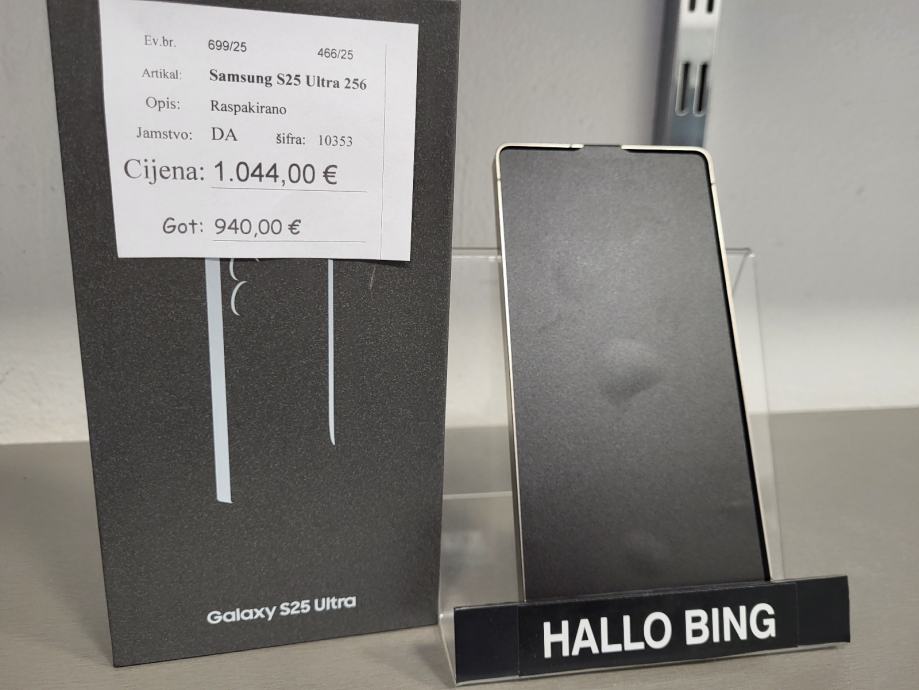 Ev.br. 699/25 466/25
Artikal: Samsung S25 Ultra 256
Opis: Raspakirano
Jamstvo: DA šifra: 10353
Cijena: 1.044,00 €
Got: 940,00 €
Galaxy S25 Ultra
HALLO BING